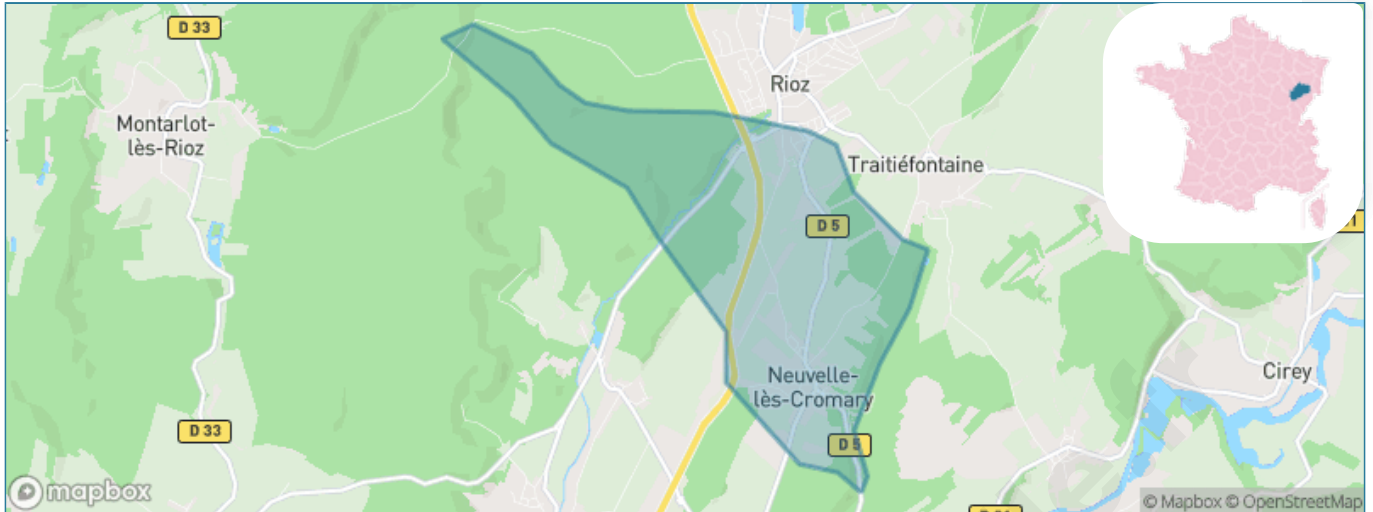 D 33
Rioz
Montarlot-
lès-Rioz
Traitiéfontaine
D 5
Neuvelle-
lès-Cromary
Cirey
D 33
D 5
mapbox
© Mapbox © OpenStreetMap